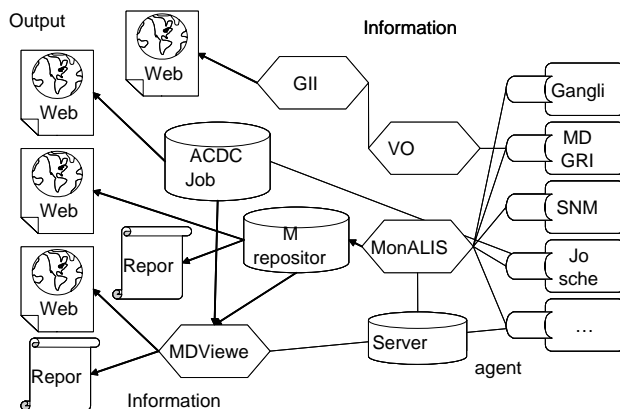 Output
Information
Web
GII
Gangli
Web
ACDC
Job
VO
MD
GRI
Web
M
repositor
MonALIS
SNM
Repor
Jo
sche
Web
MDViewe
Server
...
Repor
Information
agent